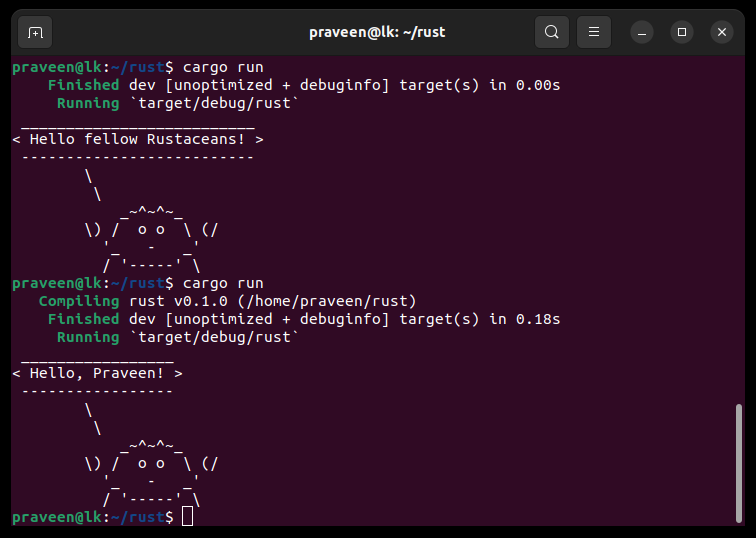 praveen@lk: ~/rust
praveen@lk:~/rust$ cargo run
    Finished dev [unoptimized + debuginfo] target(s) in 0.00s
     Running `target/debug/rust`
 __________________________
< Hello fellow Rustaceans! >
 --------------------------
        \
         \
            _~^~^~_
        \) /  o o  \ (/
          '_   -   _'
          / '-----' \
praveen@lk:~/rust$ cargo run
   Compiling rust v0.1.0 (/home/praveen/rust)
    Finished dev [unoptimized + debuginfo] target(s) in 0.18s
     Running `target/debug/rust`
 _________________
< Hello, Praveen! >
 -----------------
        \
         \
            _~^~^~_
        \) /  o o  \ (/
          '_   -   _'
          / '-----' \
praveen@lk:~/rust$